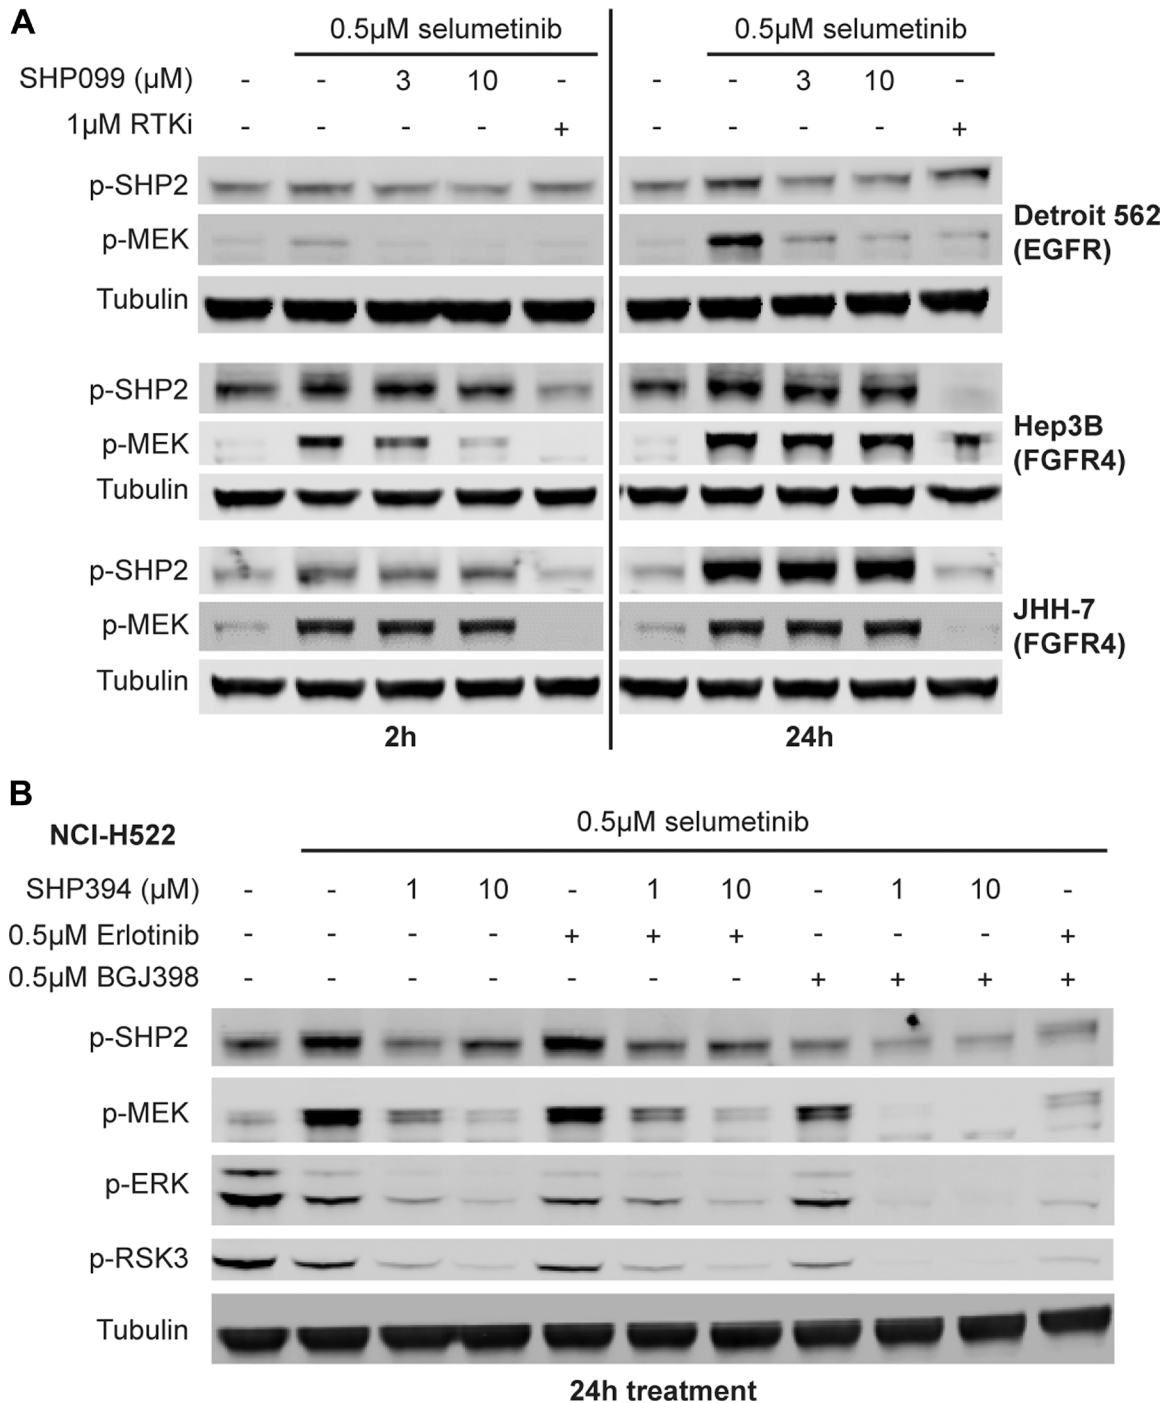 A
0.5µM selumetinib 0.5µM selumetinib
SHP099 (µM) - - 3 10 - - - 3 10 -
1µM RTKi - - - - + - - - - +
p-SHP2
p-MEK
Tubulin
Detroit 562
(EGFR)
p-SHP2
p-MEK
Tubulin
Hep3B
(FGFR4)
p-SHP2
p-MEK
Tubulin
JHH-7
(FGFR4)
2h 24h
B
NCI-H522
0.5µM selumetinib
SHP394 (µM) - - 1 10 - 1 10 - 1 10 -
0.5µM Erlotinib - - - - + + + - - - +
0.5µM BGJ398 - - - - - - - + + + +
p-SHP2
p-MEK
p-ERK
p-RSK3
Tubulin
24h treatment